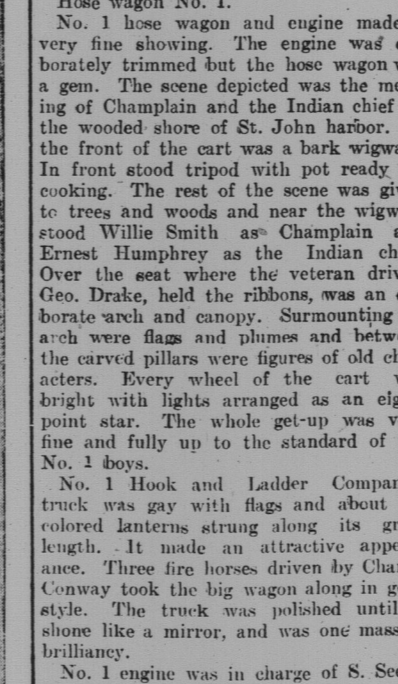 Hose wagon No. 1.
No. 1 hose wagon and engine made
very fine showing. The engine was e
borately trimmed but the hose wagon w
a gem. The scene depicted was the me
ing of Champlain and the Indian chief
the wooded shore of St. John harbor.
the front of the cart was a bark wigwa
In front stood tripod with pot ready
cooking. The rest of the scene was giv
to trees and woods and near the wigw
stood Willie Smith as Champlain a
Ernest Humphrey as the Indian ch
Over the seat where the veteran driv
Geo. Drake, held the ribbons, was an e
borate arch and canopy. Surmounting
arch were flags and plumes and betwe
the carved pillars were figures of old ch
acters. Every wheel of the cart w
bright with lights arranged as an eig
point star. The whole get-up was v
fine and fully up to the standard of
No. 1 boys.
No. 1 Hook and Ladder Compan
truck was gay with flags and about
colored lanterns strung along its gr
length. It made an attractive appe
ance. Three fire horses driven by Char
Conway took the big wagon along in g
style. The truck was polished until
shone like a mirror, and was one mass
brilliancy.
No. 1 engine was in charge of S. See